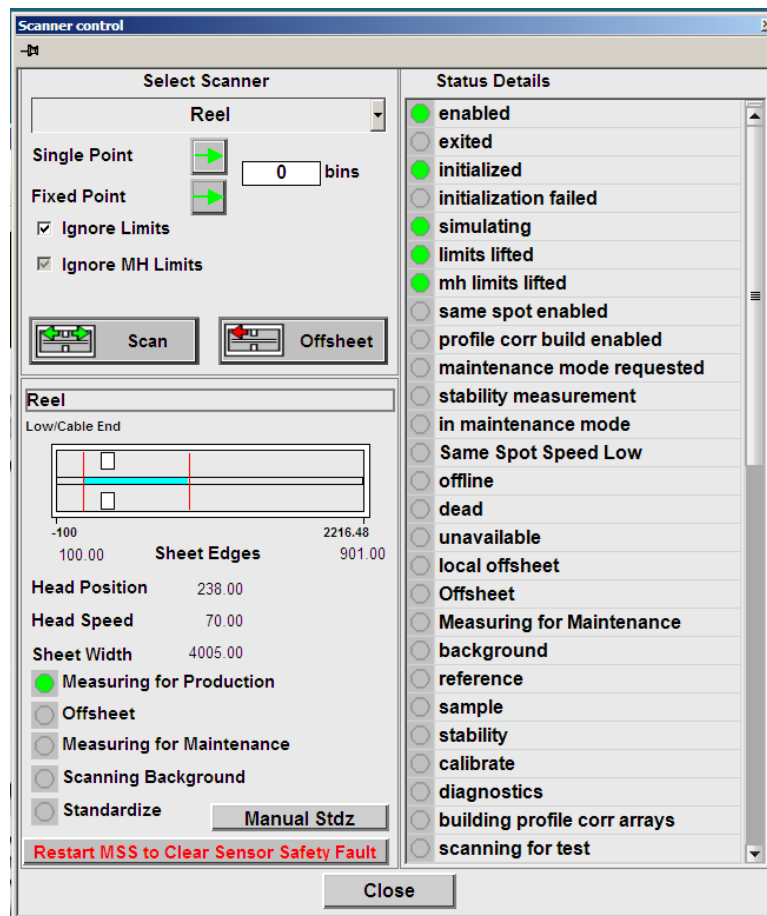 Scanner control
Select Scanner
Reel
Single Point
0 bins
Fixed Point
Ignore Limits
Ignore MH Limits
Scan
Offsheet
Reel
Low/Cable End
-100 2216.48
100.00 Sheet Edges 901.00
Head Position 238.00
Head Speed 70.00
Sheet Width 4005.00
Measuring for Production
Offsheet
Measuring for Maintenance
Scanning Background
Standardize
Manual Stdz
Restart MSS to Clear Sensor Safety Fault
Status Details
enabled
exited
initialized
initialization failed
simulating
limits lifted
mh limits lifted
same spot enabled
profile corr build enabled
maintenance mode requested
stability measurement
in maintenance mode
Same Spot Speed Low
offline
dead
unavailable
local offsheet
Offsheet
Measuring for Maintenance
background
reference
sample
stability
calibrate
diagnostics
building profile corr arrays
scanning for test
Close